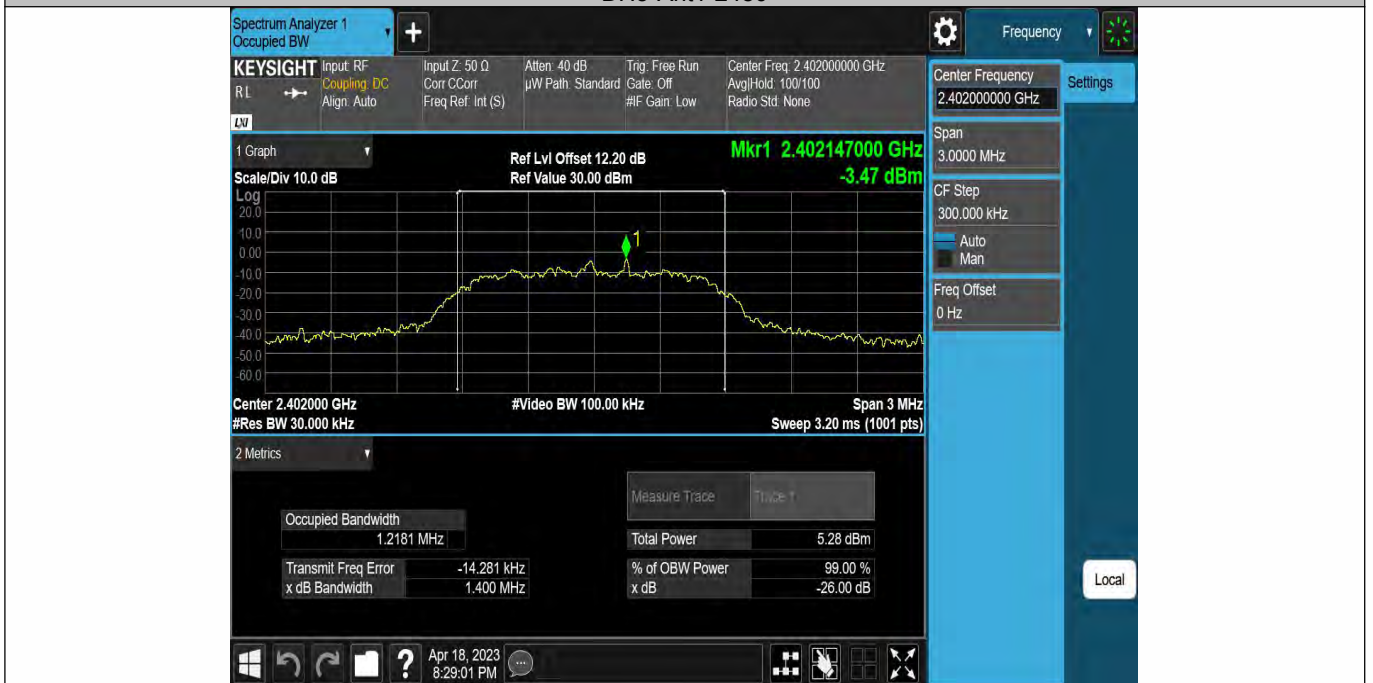 Spectrum Analyzer 1
Occupied BW
+
Frequency
KEYSIGHT
RL
LXI
Input: RF
Coupling: DC
Align: Auto
Input Z: 50 Ω
Corr CCorr
Freq Ref: Int (S)
Atten: 40 dB
µW Path: Standard
Trig: Free Run
Gate: Off
#IF Gain: Low
Center Freq: 2.402000000 GHz
Avg|Hold: 100/100
Radio Std: None
Center Frequency
2.402000000 GHz
Settings
Span
3.0000 MHz
CF Step
300.000 kHz
Auto
Man
Freq Offset
0 Hz
Local
1 Graph
Scale/Div 10.0 dB
Ref Lvl Offset 12.20 dB
Ref Value 30.00 dBm
Mkr1 2.402147000 GHz
-3.47 dBm
Log
20.0
10.0
0.00
-10.0
-20.0
-30.0
-40.0
-50.0
-60.0
1
Center 2.402000 GHz
#Res BW 30.000 kHz
#Video BW 100.00 kHz
Span 3 MHz
Sweep 3.20 ms (1001 pts)
2 Metrics
Measure Trace
Trace 1
Occupied Bandwidth
1.2181 MHz
Total Power
5.28 dBm
Transmit Freq Error
-14.281 kHz
% of OBW Power
99.00 %
x dB Bandwidth
1.400 MHz
x dB
-26.00 dB
?
Apr 18, 2023
8:29:01 PM